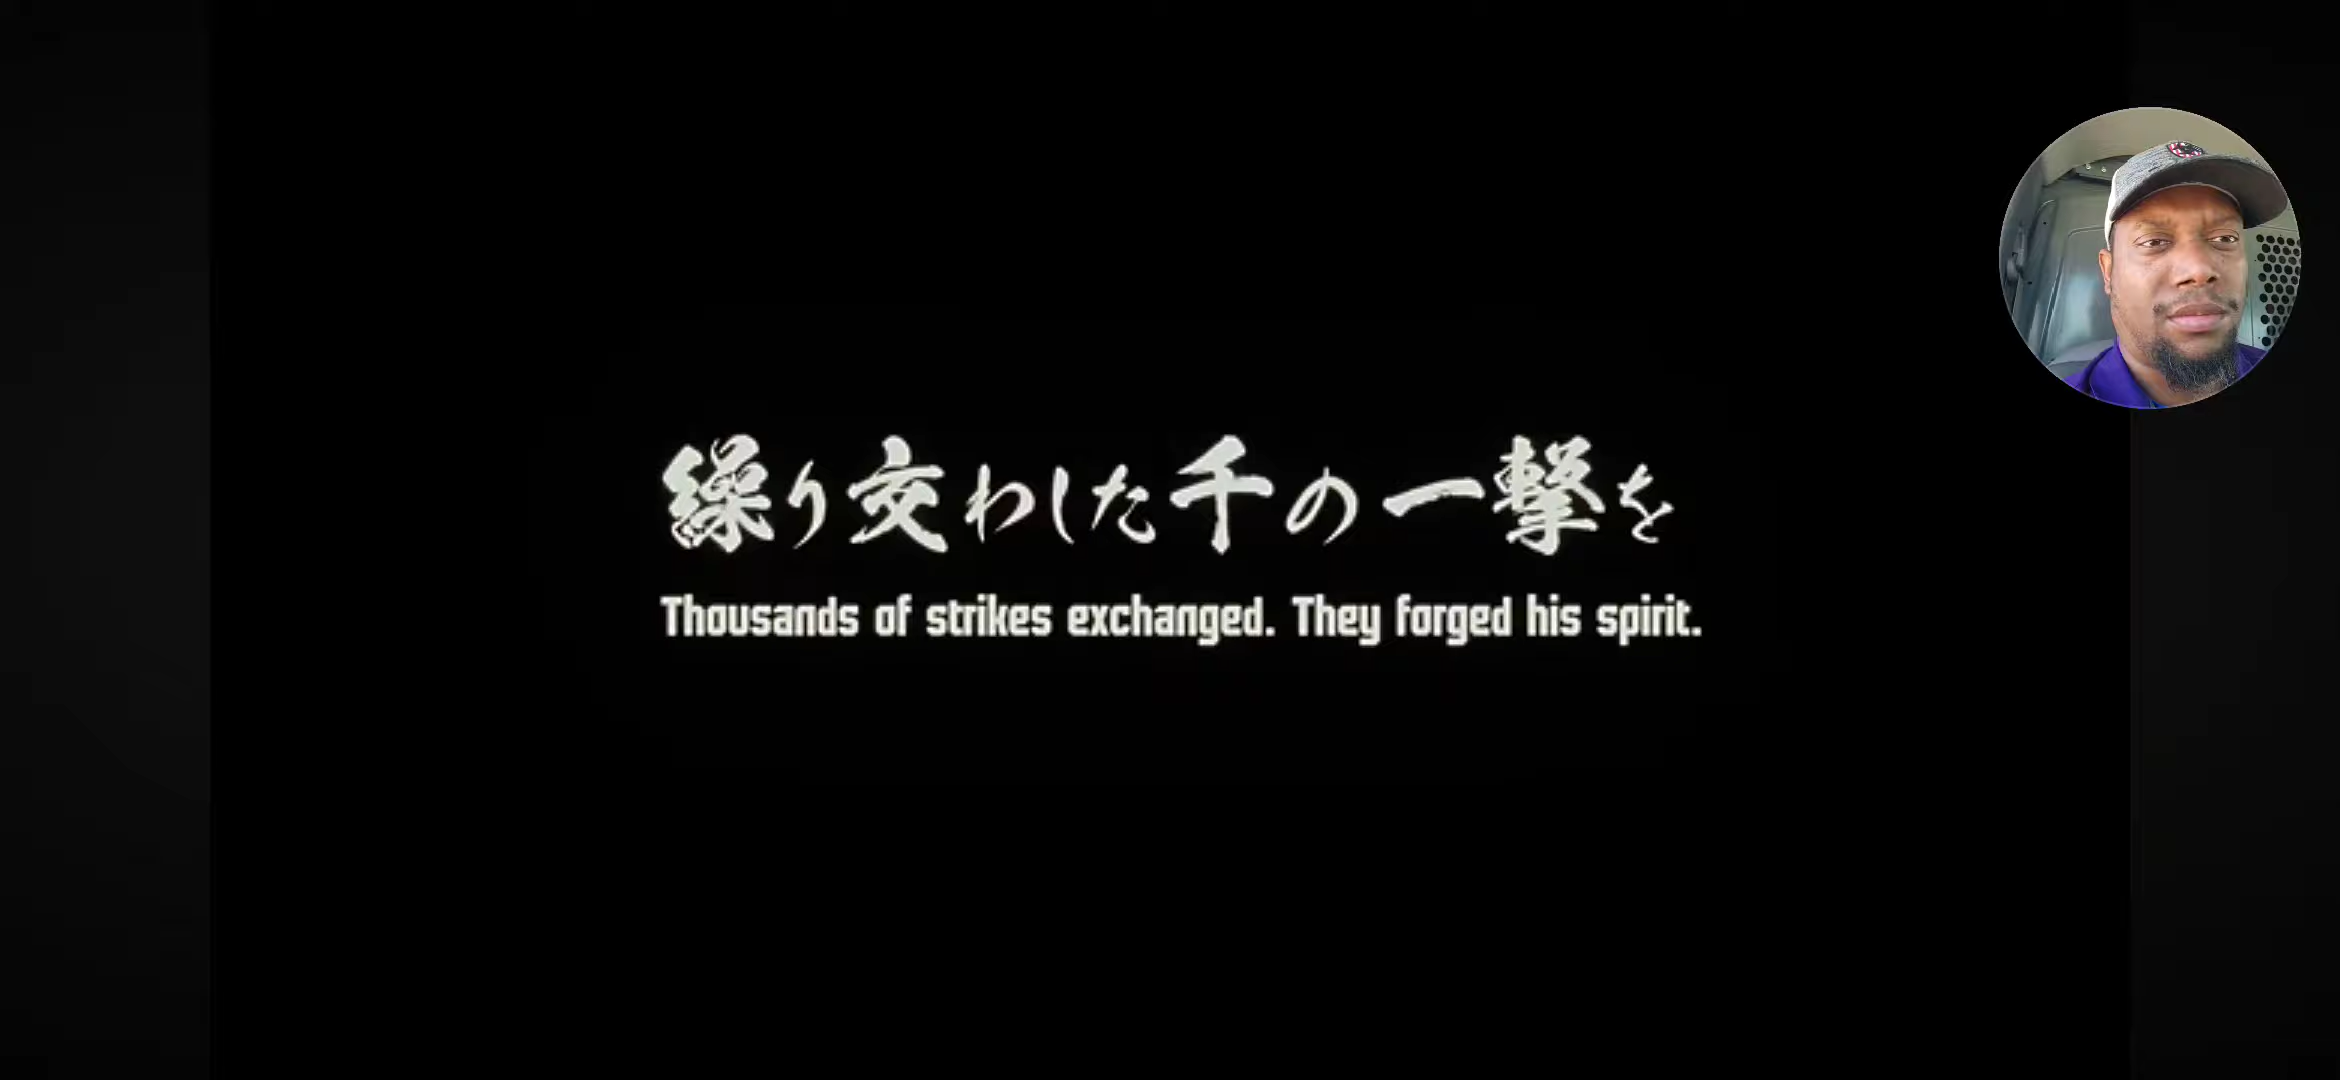 繰り交わした千の一撃を
Thousands of strikes exchanged. They forged his spirit.